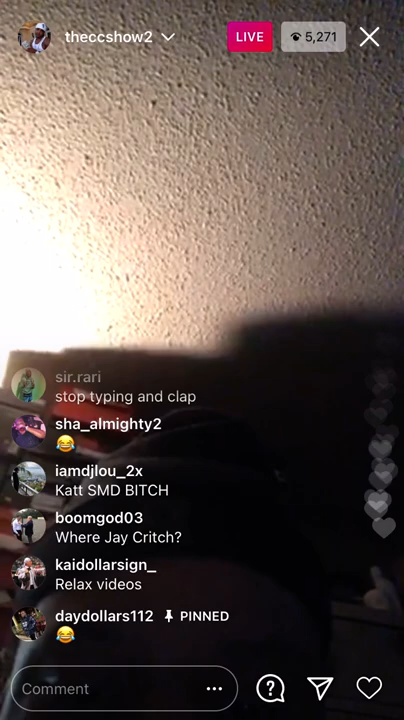 theccshow2
LIVE
5,271
sir.rari
stop typing and clap
sha_almighty2
😂
iamdjlou_2x
Katt SMD BITCH
boomgod03
Where Jay Critch?
kaidollarsign_
Relax videos
daydollars112 PINNED
😂
Comment